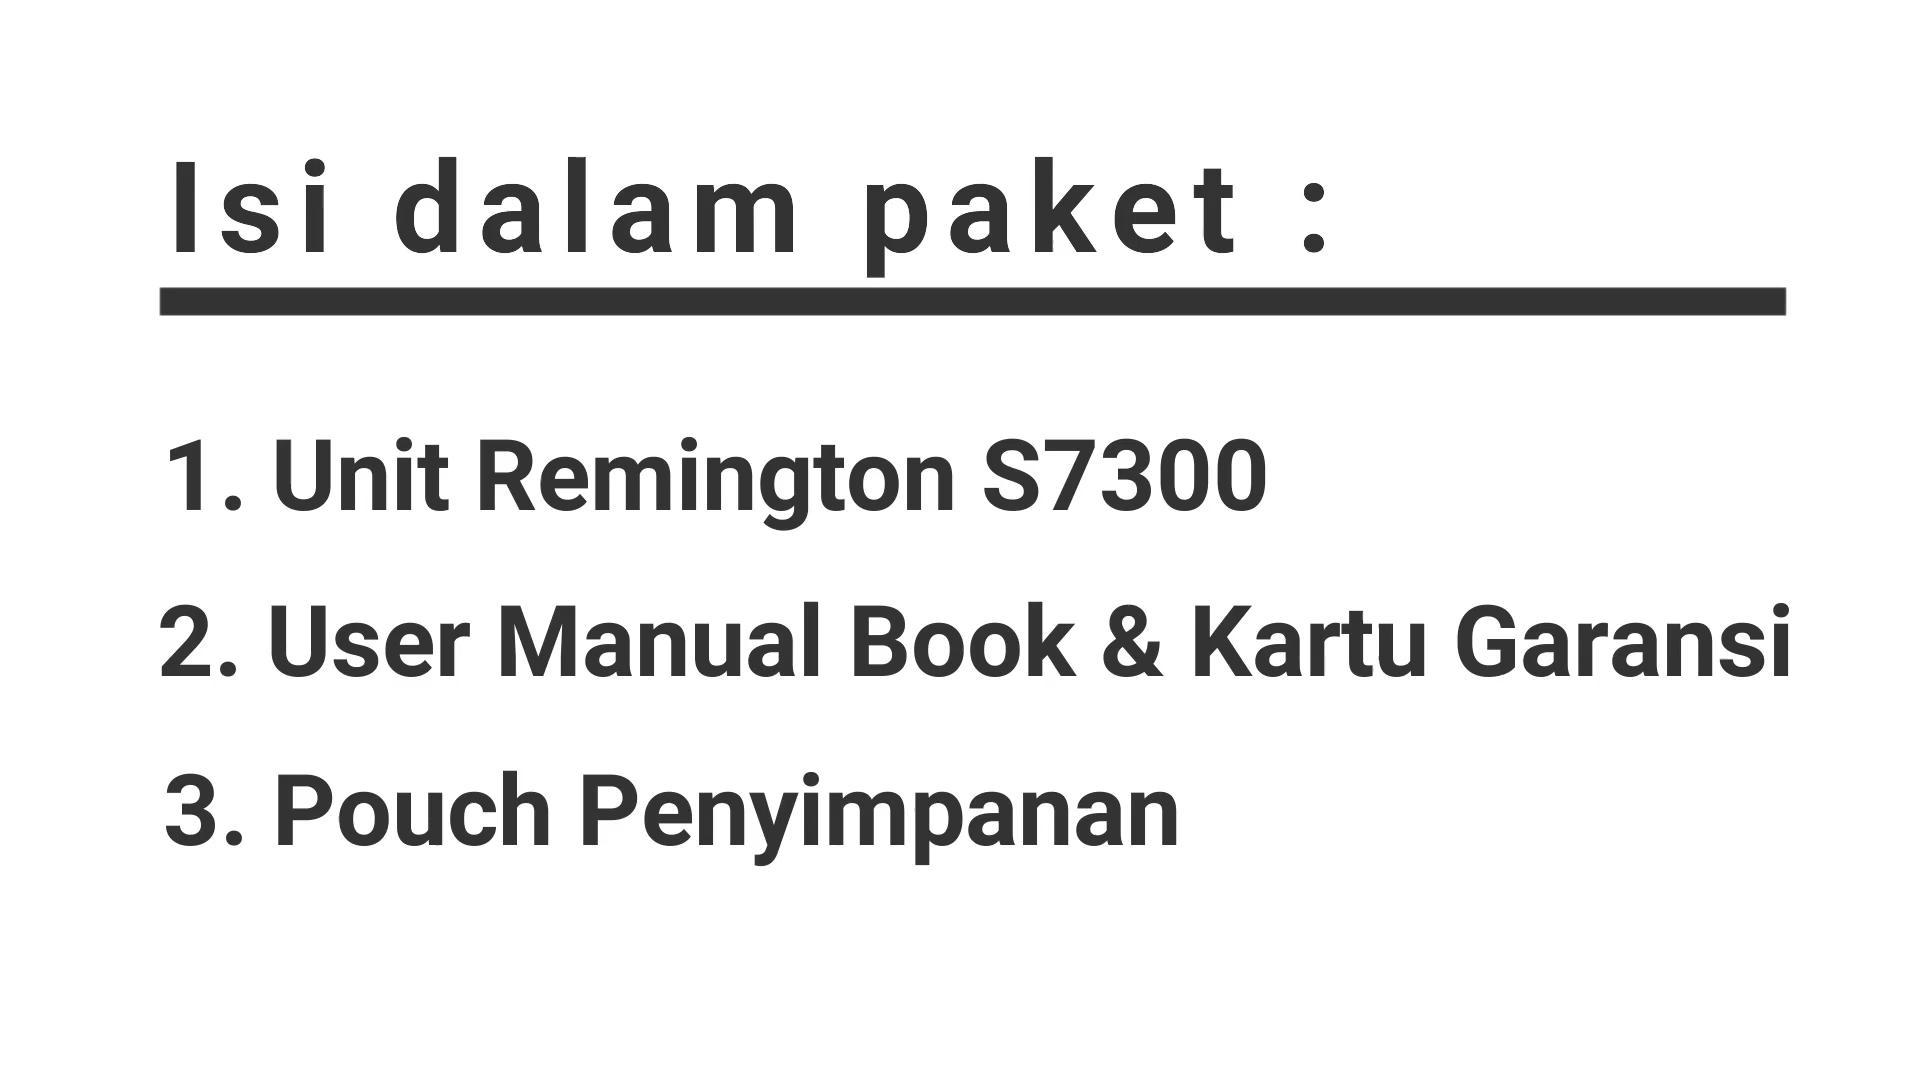 Isi dalam paket :
1. Unit Remington S7300
2. User Manual Book & Kartu Garansi
3. Pouch Penyimpanan